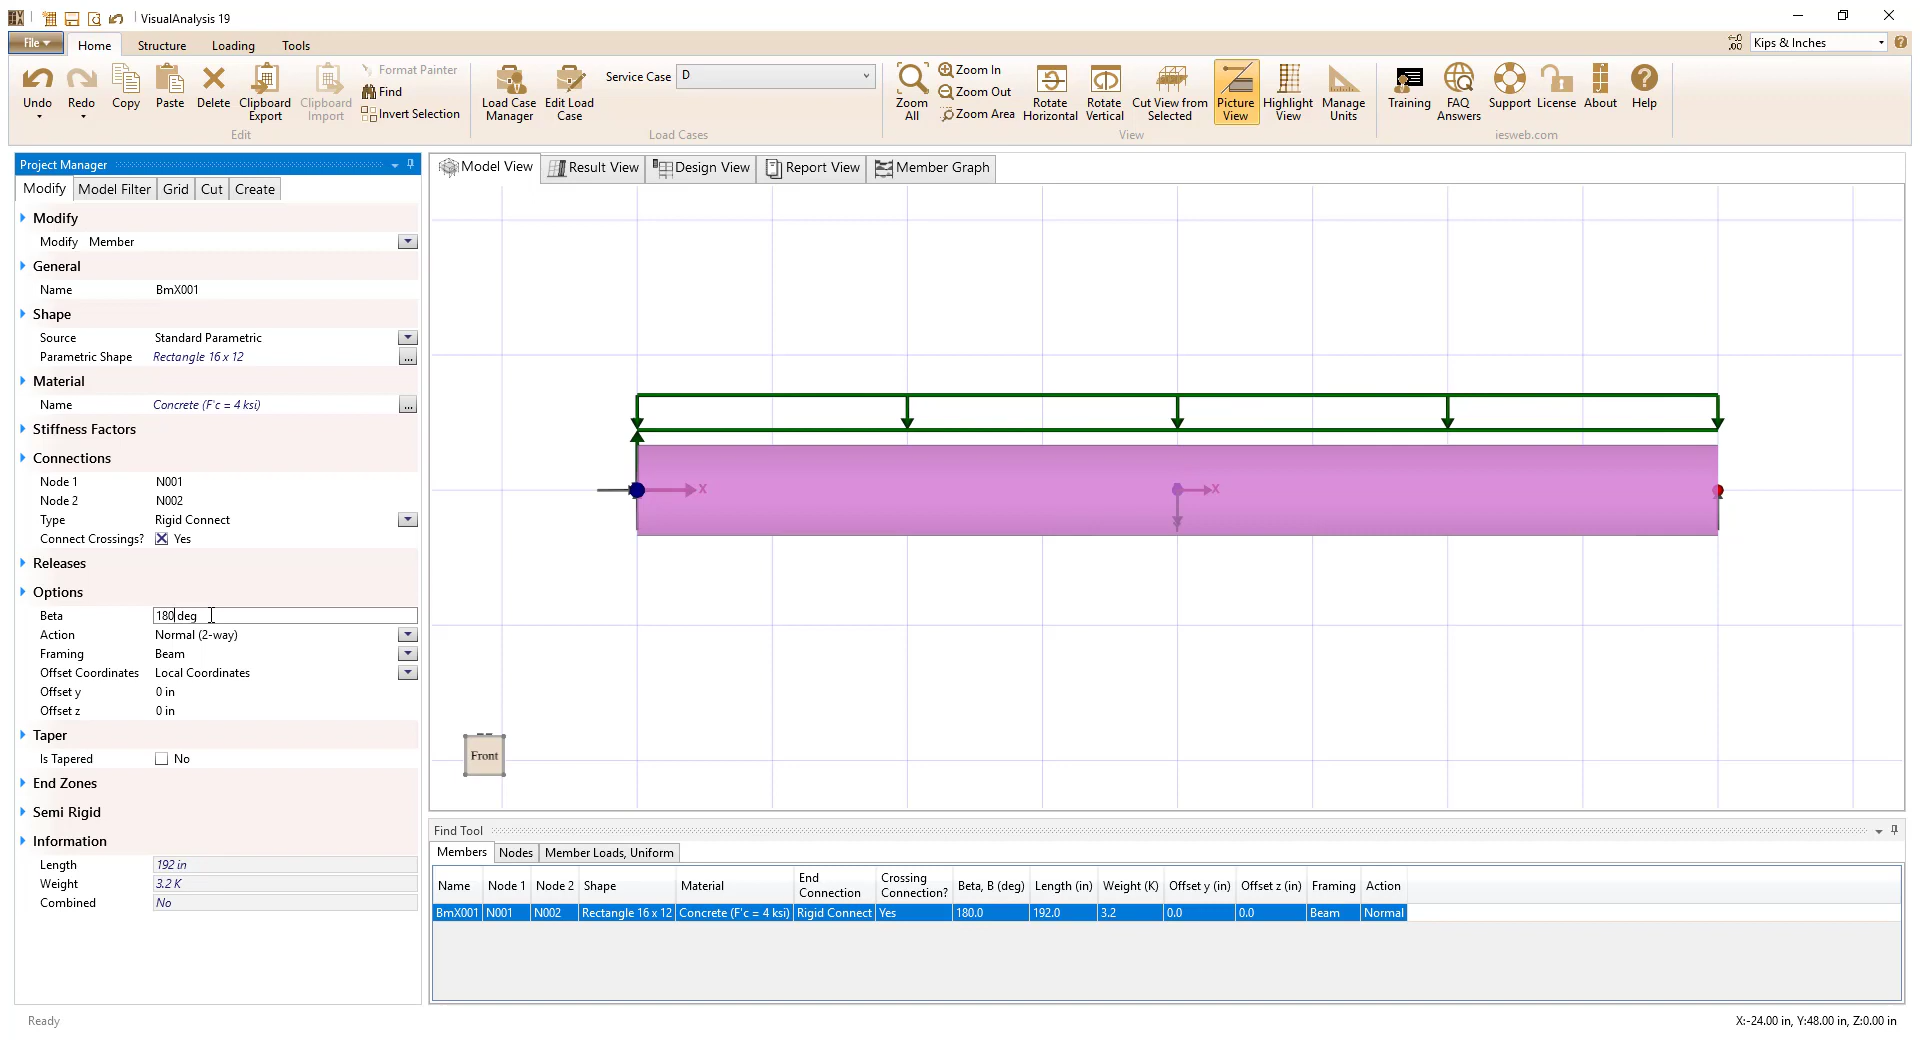 VisualAnalysis 19
File Home Structure Loading Tools
Kips & Inches
Undo Redo Copy Paste Delete Clipboard Export Clipboard Import Format Painter Find Invert Selection
Edit
Load Case Manager Edit Load Case Service Case D
Load Cases
Zoom All Zoom In Zoom Out Zoom Area Rotate Horizontal Rotate Vertical Cut View from Selected Picture View Highlight View Manage Units
View
Training FAQ Answers Support License About Help
iesweb.com
Project Manager
Modify Model Filter Grid Cut Create
Modify
Modify Member
General
Name BmX001
Shape
Source Standard Parametric
Parametric Shape Rectangle 16 x 12 ...
Material
Name Concrete (F'c = 4 ksi) ...
Stiffness Factors
Connections
Node 1 N001
Node 2 N002
Type Rigid Connect
Connect Crossings? Yes
Releases
Options
Beta 180 deg
Action Normal (2-way)
Framing Beam
Offset Coordinates Local Coordinates
Offset y 0 in
Offset z 0 in
Taper
Is Tapered No
End Zones
Semi Rigid
Information
Length 192 in
Weight 3.2 K
Combined No
Model View Result View Design View Report View Member Graph
X X
Front
Find Tool
Members Nodes Member Loads, Uniform
Name Node 1 Node 2 Shape Material End Connection Crossing Connection? Beta, B (deg) Length (in) Weight (K) Offset y (in) Offset z (in) Framing Action
BmX001 N001 N002 Rectangle 16 x 12 Concrete (F'c = 4 ksi) Rigid Connect Yes 180.0 192.0 3.2 0.0 0.0 Beam Normal
Ready
X:-24.00 in, Y:48.00 in, Z:0.00 in